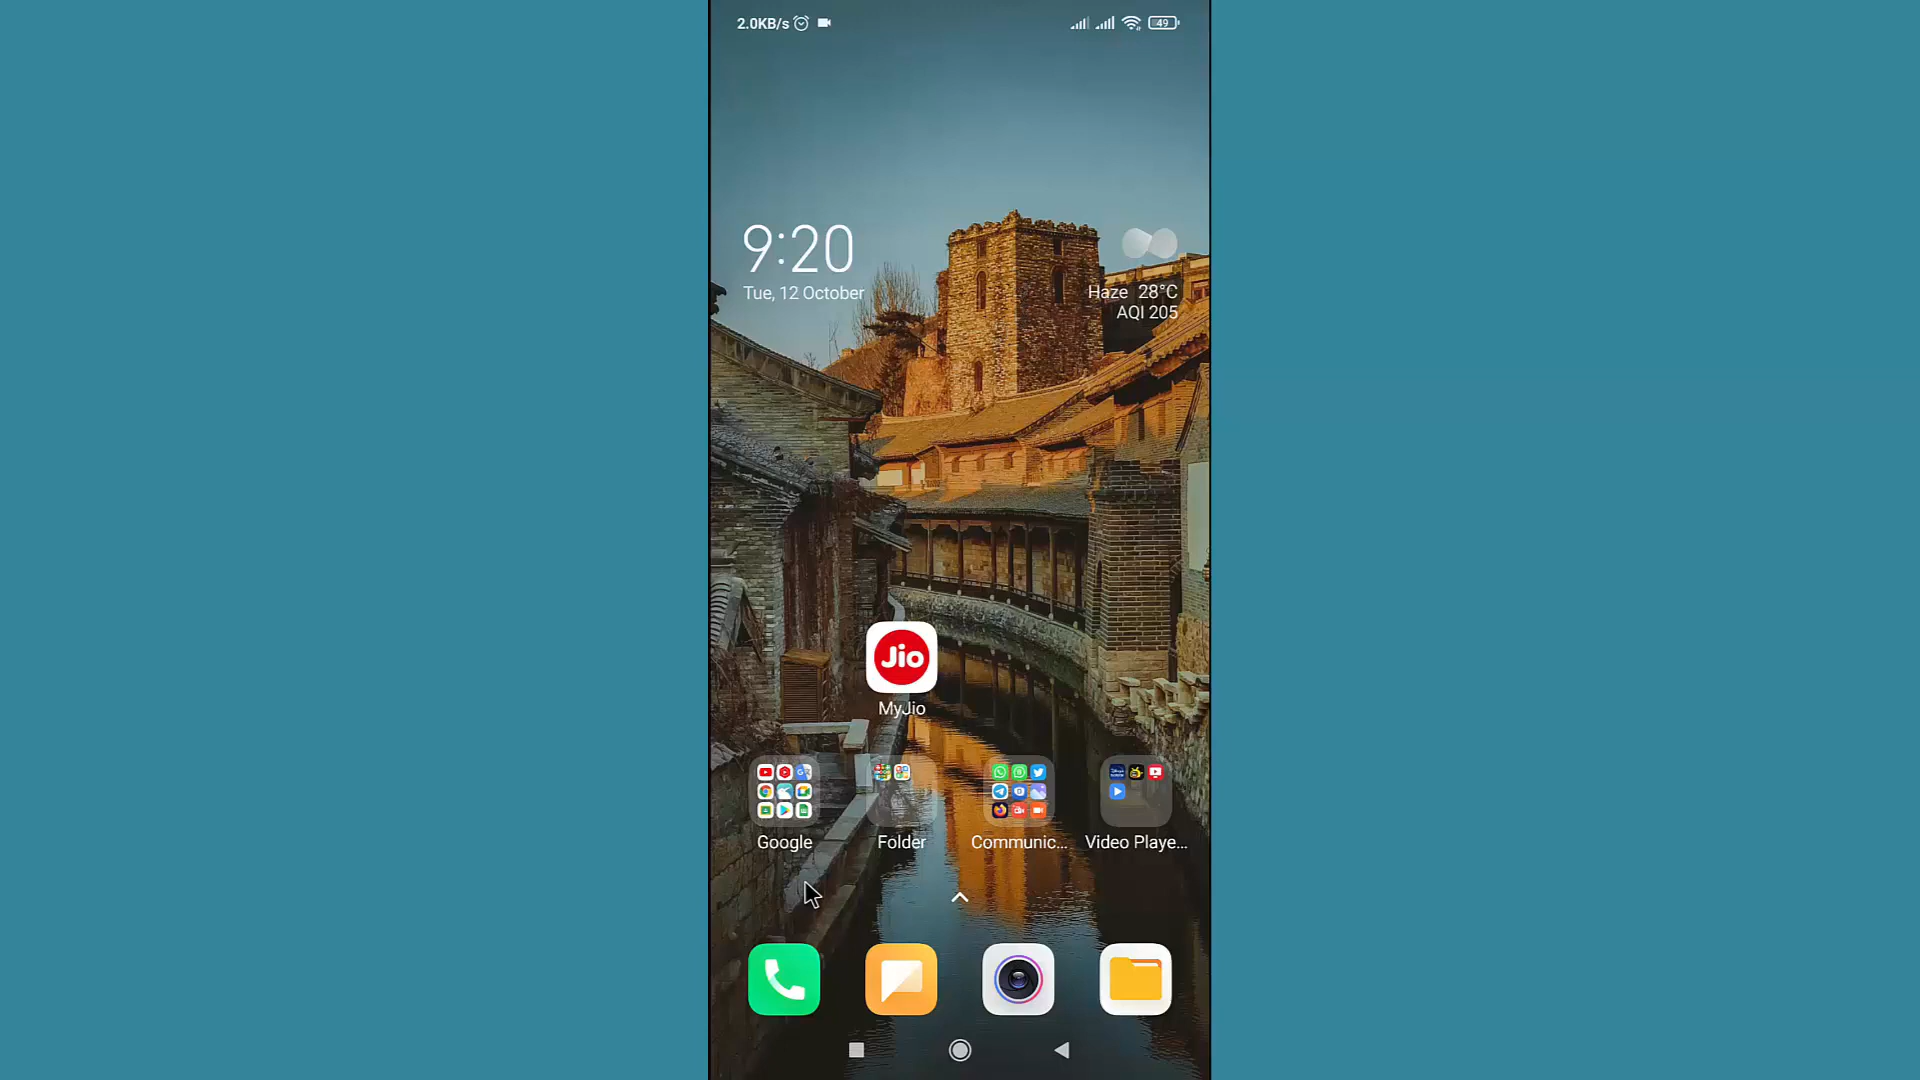 2.0KB/s
49
9:20
Tue, 12 October
Haze 28°C
AQI 205
Jio
MyJio
Google
Folder
Communic...
Video Playe...